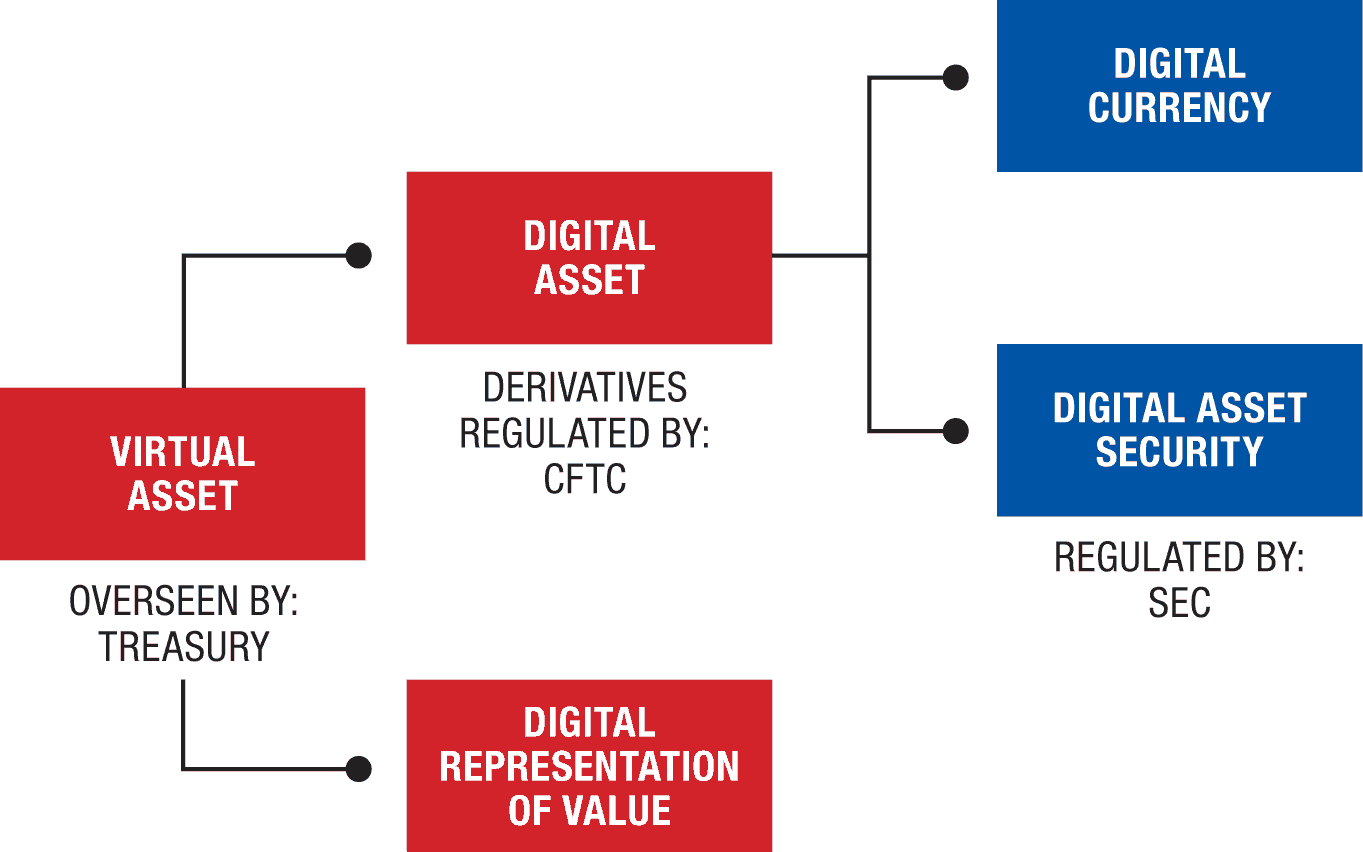 DIGITAL
CURRENCY
DIGITAL
ASSET
DERIVATIVES
REGULATED BY:
CFTC
DIGITAL ASSET
SECURITY
REGULATED BY:
SEC
VIRTUAL
ASSET
OVERSEEN BY:
TREASURY
DIGITAL
REPRESENTATION
OF VALUE